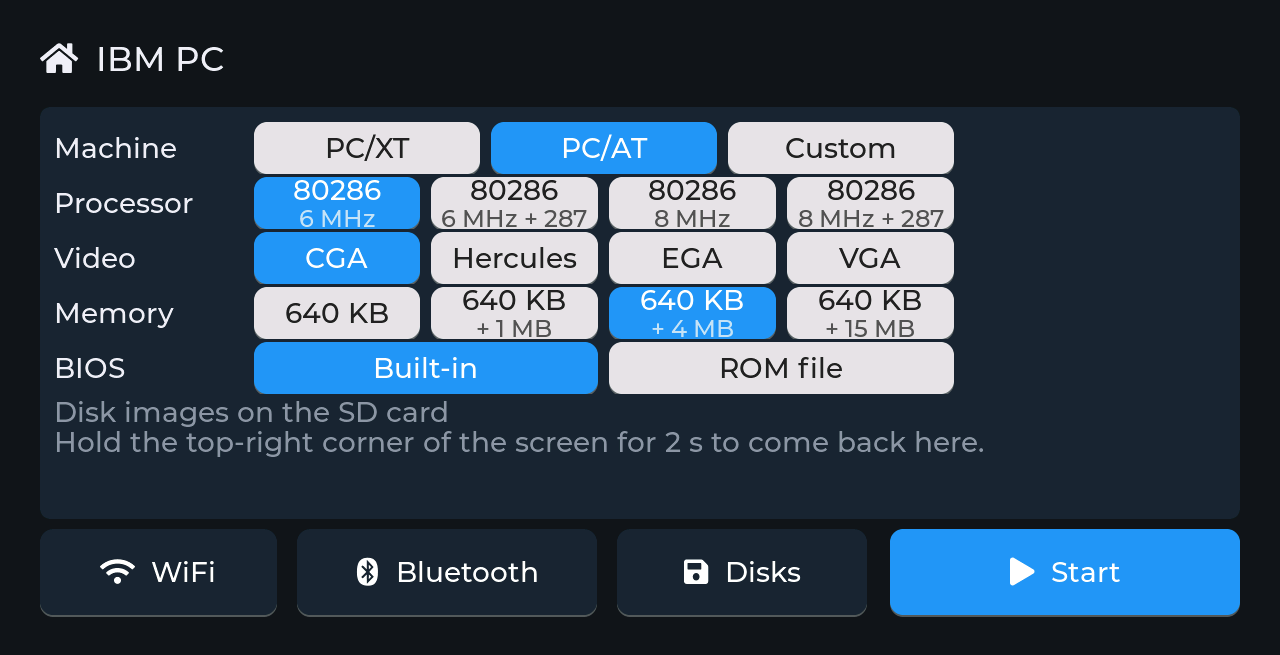 IBM PC
Machine PC/XT PC/AT Custom
Processor 80286 6 MHz 80286 6 MHz + 287 80286 8 MHz 80286 8 MHz + 287
Video CGA Hercules EGA VGA
Memory 640 KB 640 KB + 1 MB 640 KB + 4 MB 640 KB + 15 MB
BIOS Built-in ROM file
Disk images on the SD card
Hold the top-right corner of the screen for 2 s to come back here.
WiFi Bluetooth Disks Start